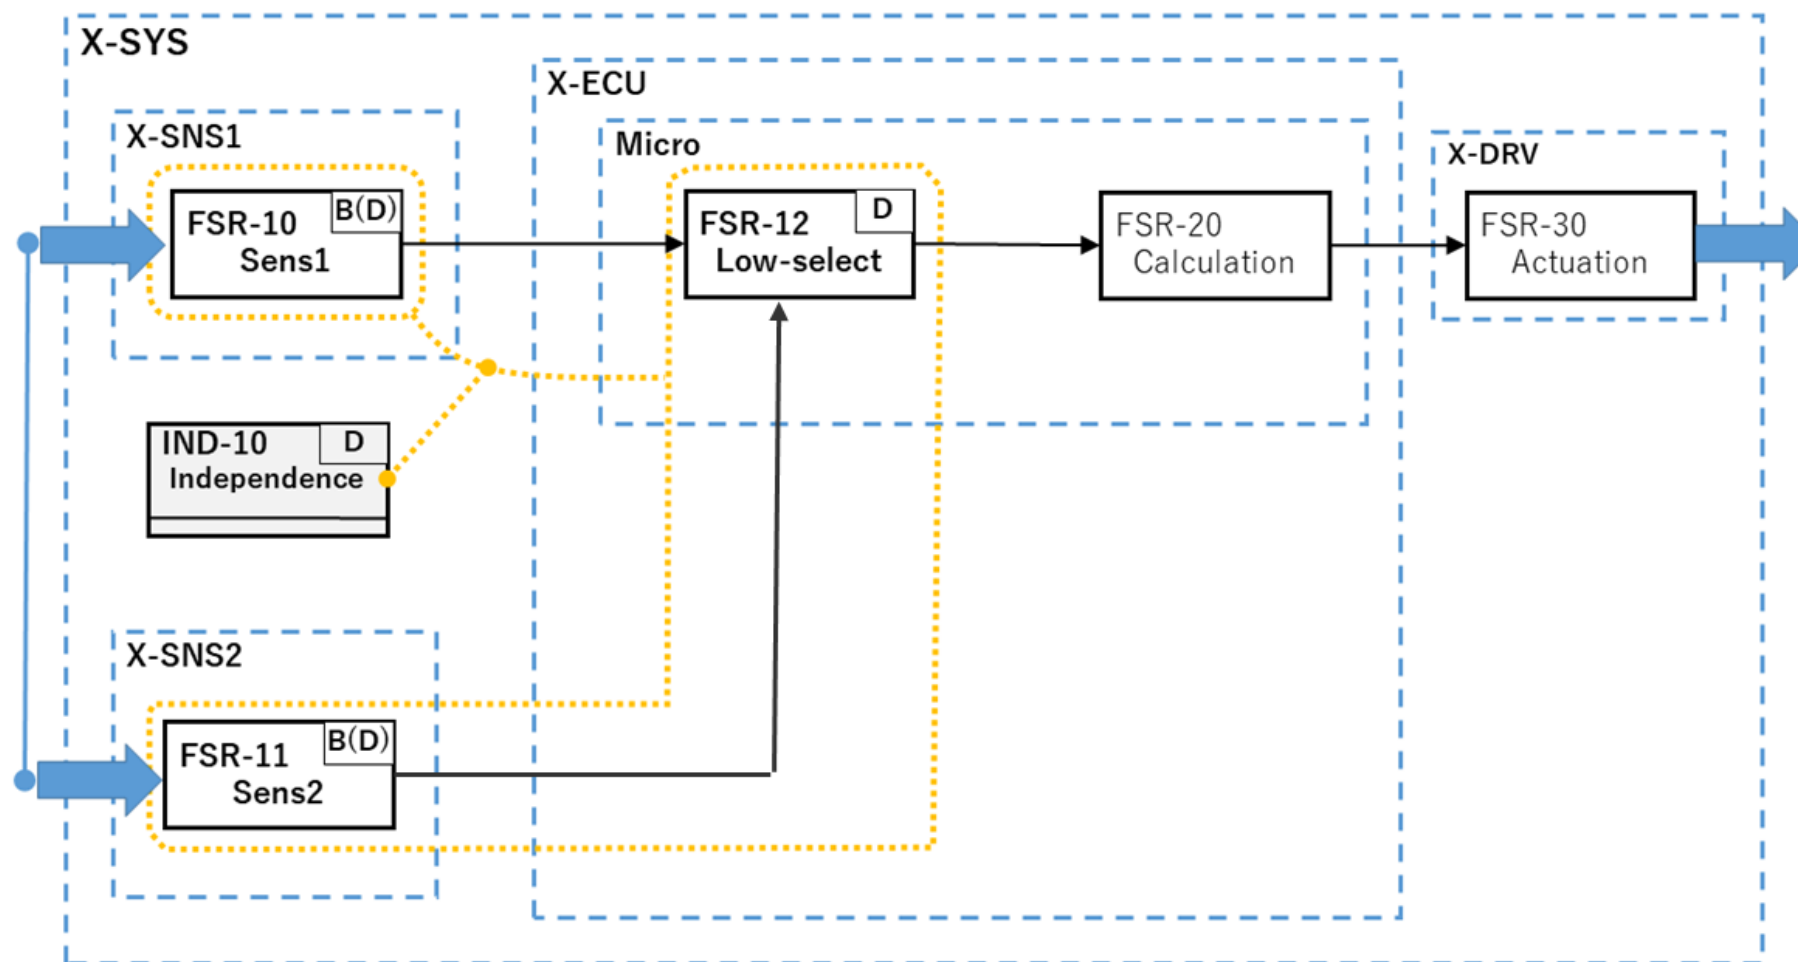 X-SYS
X-ECU
X-SNS1
Micro
X-DRV
FSR-10
B(D)
Sens1
FSR-12
D
Low-select
FSR-20
Calculation
FSR-30
Actuation
IND-10
D
Independence
X-SNS2
FSR-11
B(D)
Sens2